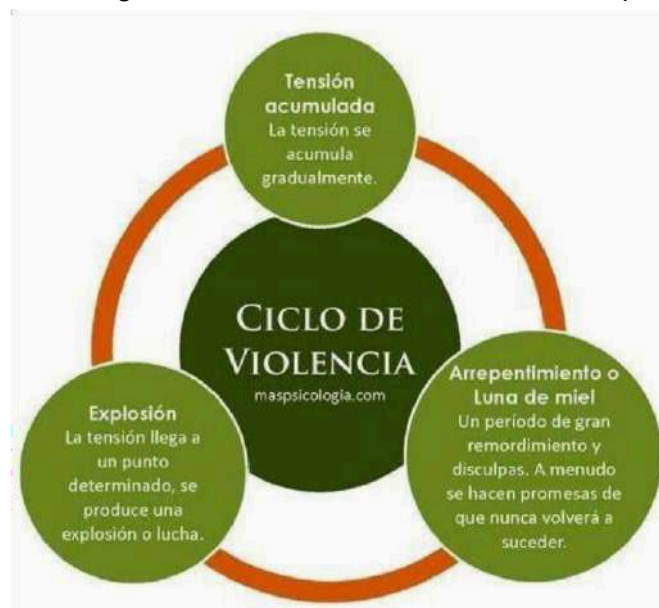 Tensión
acumulada
La tensión se
acumula
gradualmente.
CICLO DE
VIOLENCIA
maspsicologia.com
Explosión
La tensión llega a
un punto
determinado, se
produce una
explosión o lucha.
Arrepentimiento o
Luna de miel
Un período de gran
remordimiento y
disculpas. A menudo
se hacen promesas de
que nunca volverá a
suceder.